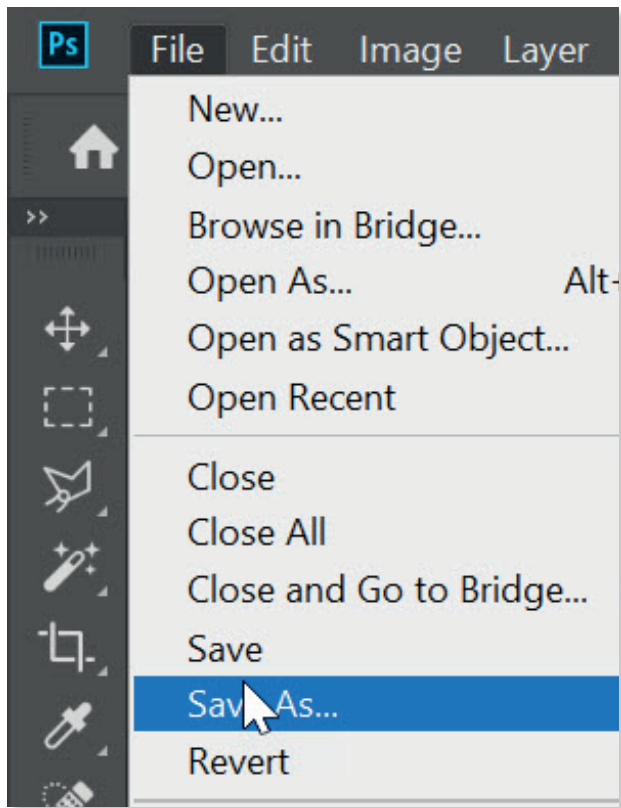 Ps File Edit Image Layer
New...
Open...
Browse in Bridge...
Open As... Alt+
Open as Smart Object...
Open Recent
Close
Close All
Close and Go to Bridge...
Save
Save As...
Revert